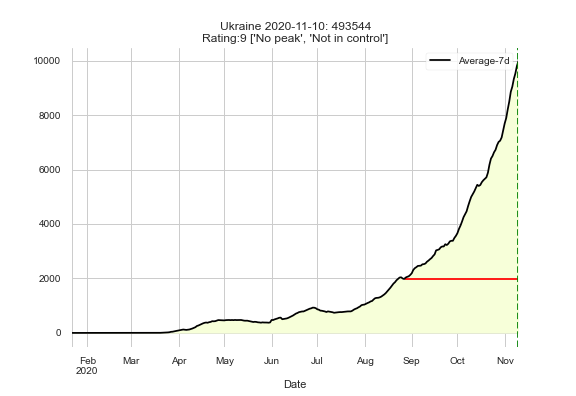 Ukraine 2020-11-10: 493544
Rating:9 ['No peak', 'Not in control']
Average-7d
10000
8000
6000
4000
2000
0
Feb Mar Apr May Jun Jul Aug Sep Oct Nov
2020
Date